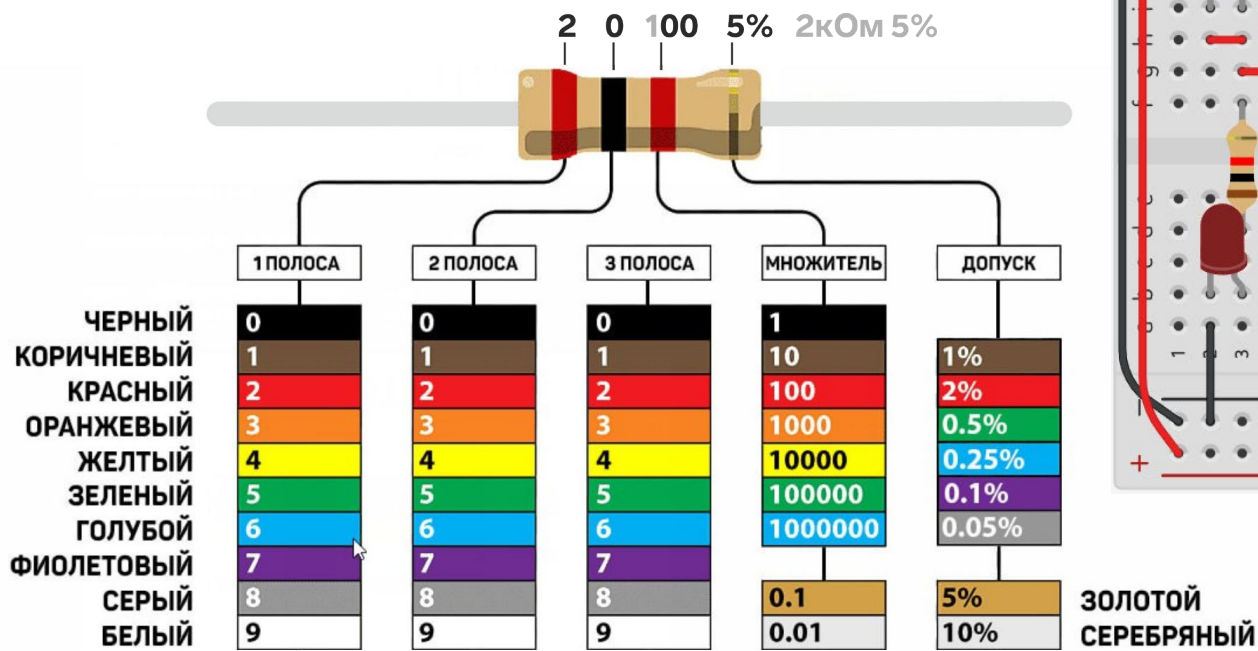 2 0 100 5% 2кОм 5%
1 ПОЛОСА 2 ПОЛОСА 3 ПОЛОСА МНОЖИТЕЛЬ ДОПУСК
ЧЕРНЫЙ 0 0 0 1
КОРИЧНЕВЫЙ 1 1 1 10 1%
КРАСНЫЙ 2 2 2 100 2%
ОРАНЖЕВЫЙ 3 3 3 1000 0.5%
ЖЕЛТЫЙ 4 4 4 10000 0.25%
ЗЕЛЕНЫЙ 5 5 5 100000 0.1%
ГОЛУБОЙ 6 6 6 1000000 0.05%
ФИОЛЕТОВЫЙ 7 7 7
СЕРЫЙ 8 8 8 0.1 5% ЗОЛОТОЙ
БЕЛЫЙ 9 9 9 0.01 10% СЕРЕБРЯНЫЙ
h
g
f
e
d
c
b
a
1 2 3
− +